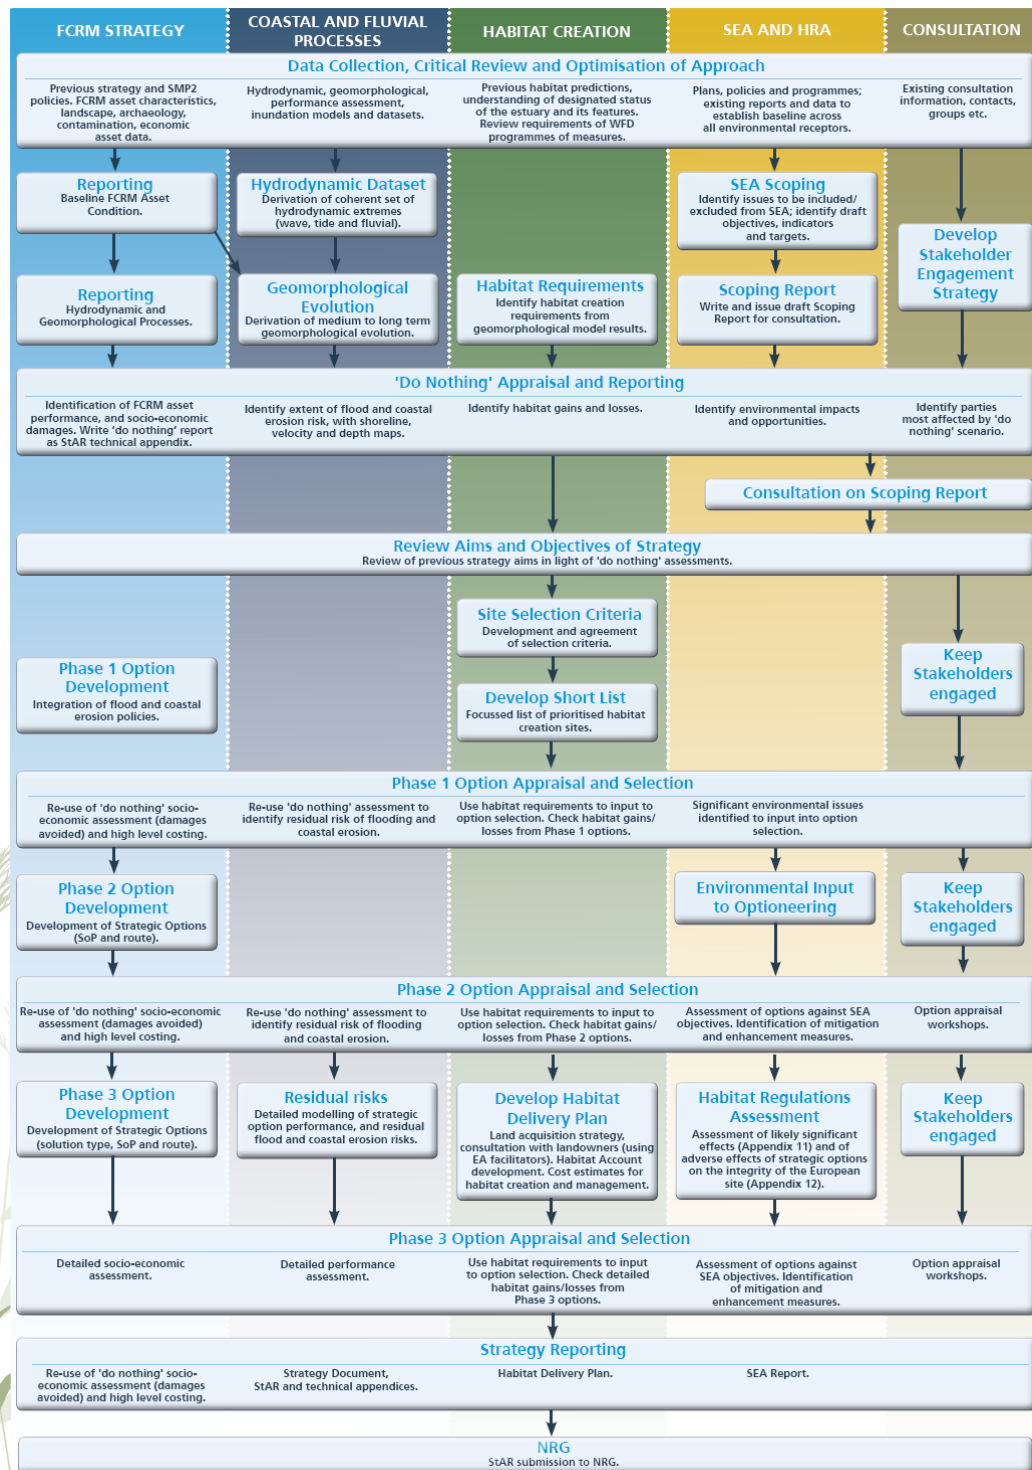 FCRM STRATEGY
COASTAL AND FLUVIAL
PROCESSES
HABITAT CREATION
SEA AND HRA
CONSULTATION
Data Collection, Critical Review and Optimisation of Approach
Previous strategy and SMP2
policies. FCRM asset characteristics,
landscape, archaeology,
contamination, economic
asset data.
Hydrodynamic, geomorphological,
performance assessment,
inundation models and datasets.
Previous habitat predictions,
understanding of designated status
of the estuary and its features.
Review requirements of WFD
programmes of measures.
Plans, policies and programmes;
existing reports and data to
establish baseline across
all environmental receptors.
Existing consultation
information, contacts,
groups etc.
Reporting
Baseline FCRM Asset
Condition.
Hydrodynamic Dataset
Derivation of coherent set of
hydrodynamic extremes
(wave, tide and fluvial).
SEA Scoping
Identify issues to be included/
excluded from SEA; identify draft
objectives, indicators
and targets.
Develop
Stakeholder
Engagement
Strategy
Reporting
Hydrodynamic and
Geomorphological Processes.
Geomorphological
Evolution
Derivation of medium to long term
geomorphological evolution.
Habitat Requirements
Identify habitat creation
requirements from
geomorphological model results.
Scoping Report
Write and issue draft Scoping
Report for consultation.
'Do Nothing' Appraisal and Reporting
Identification of FCRM asset
performance, and socio-economic
damages. Write 'do nothing' report
as StAR technical appendix.
Identify extent of flood and coastal
erosion risk, with shoreline,
velocity and depth maps.
Identify habitat gains and losses.
Identify environmental impacts
and opportunities.
Identify parties
most affected by 'do
nothing' scenario.
Consultation on Scoping Report
Review Aims and Objectives of Strategy
Review of previous strategy aims in light of 'do nothing' assessments.
Site Selection Criteria
Development and agreement
of selection criteria.
Phase 1 Option
Development
Integration of flood and coastal
erosion policies.
Develop Short List
Focussed list of prioritised habitat
creation sites.
Keep
Stakeholders
engaged
Phase 1 Option Appraisal and Selection
Re-use of 'do nothing' socio-
economic assessment (damages
avoided) and high level costing.
Re-use 'do nothing' assessment to
identify residual risk of flooding and
coastal erosion.
Use habitat requirements to input to
option selection. Check habitat gains/
losses from Phase 1 options.
Significant environmental issues
identified to input into option
selection.
Phase 2 Option
Development
Development of Strategic Options
(SoP and route).
Environmental Input
to Optioneering
Keep
Stakeholders
engaged
Phase 2 Option Appraisal and Selection
Re-use of 'do nothing' socio-economic
assessment (damages avoided)
and high level costing.
Re-use 'do nothing' assessment to
identify residual risk of flooding
and coastal erosion.
Use habitat requirements to input to
option selection. Check habitat gains/
losses from Phase 2 options.
Assessment of options against SEA
objectives. Identification of mitigation
and enhancement measures.
Option appraisal
workshops.
Phase 3 Option
Development
Development of Strategic Options
(solution type, SoP and route).
Residual risks
Detailed modelling of strategic
option performance, and residual
flood and coastal erosion risks.
Develop Habitat
Delivery Plan
Land acquisition strategy,
consultation with landowners (using
EA facilitators). Habitat Account
development. Cost estimates for
habitat creation and management.
Habitat Regulations
Assessment
Assessment of likely significant
effects (Appendix 11) and of
adverse effects of strategic options
on the integrity of the European
site (Appendix 12).
Keep
Stakeholders
engaged
Phase 3 Option Appraisal and Selection
Detailed socio-economic
assessment.
Detailed performance
assessment.
Use habitat requirements to input
to option selection. Check detailed
habitat gains/losses from
Phase 3 options.
Assessment of options against
SEA objectives. Identification
of mitigation and
enhancement measures.
Option appraisal
workshops.
Strategy Reporting
Re-use of 'do nothing' socio-
economic assessment (damages
avoided) and high level costing.
Strategy Document,
StAR and technical appendices.
Habitat Delivery Plan.
SEA Report.
NRG
StAR submission to NRG.